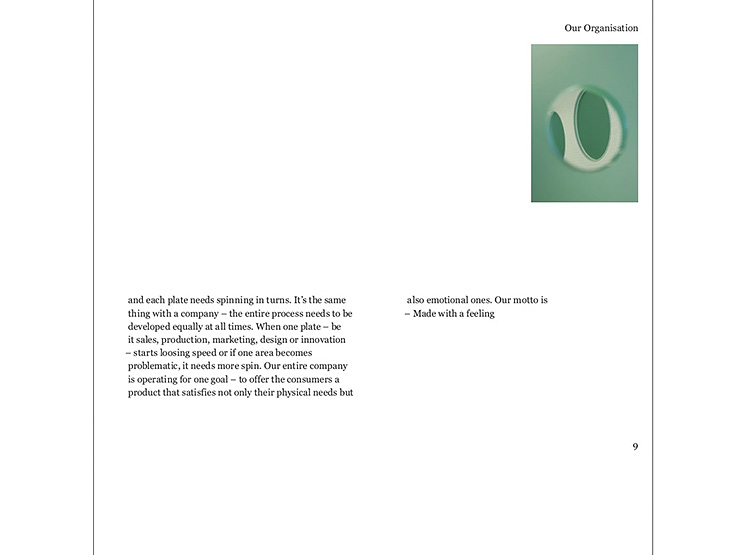 Our Organisation
and each plate needs spinning in turns. It's the same
thing with a company – the entire process needs to be
developed equally at all times. When one plate – be
it sales, production, marketing, design or innovation
– starts loosing speed or if one area becomes
problematic, it needs more spin. Our entire company
is operating for one goal – to offer the consumers a
product that satisfies not only their physical needs but
also emotional ones. Our motto is
– Made with a feeling
9